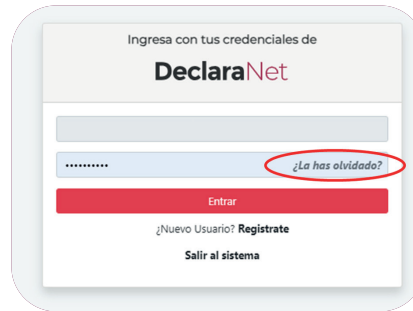 Ingresa con tus credenciales de
DeclaraNet
•••••••••• ¿La has olvidado?
Entrar
¿Nuevo Usuario? Registrate
Salir al sistema